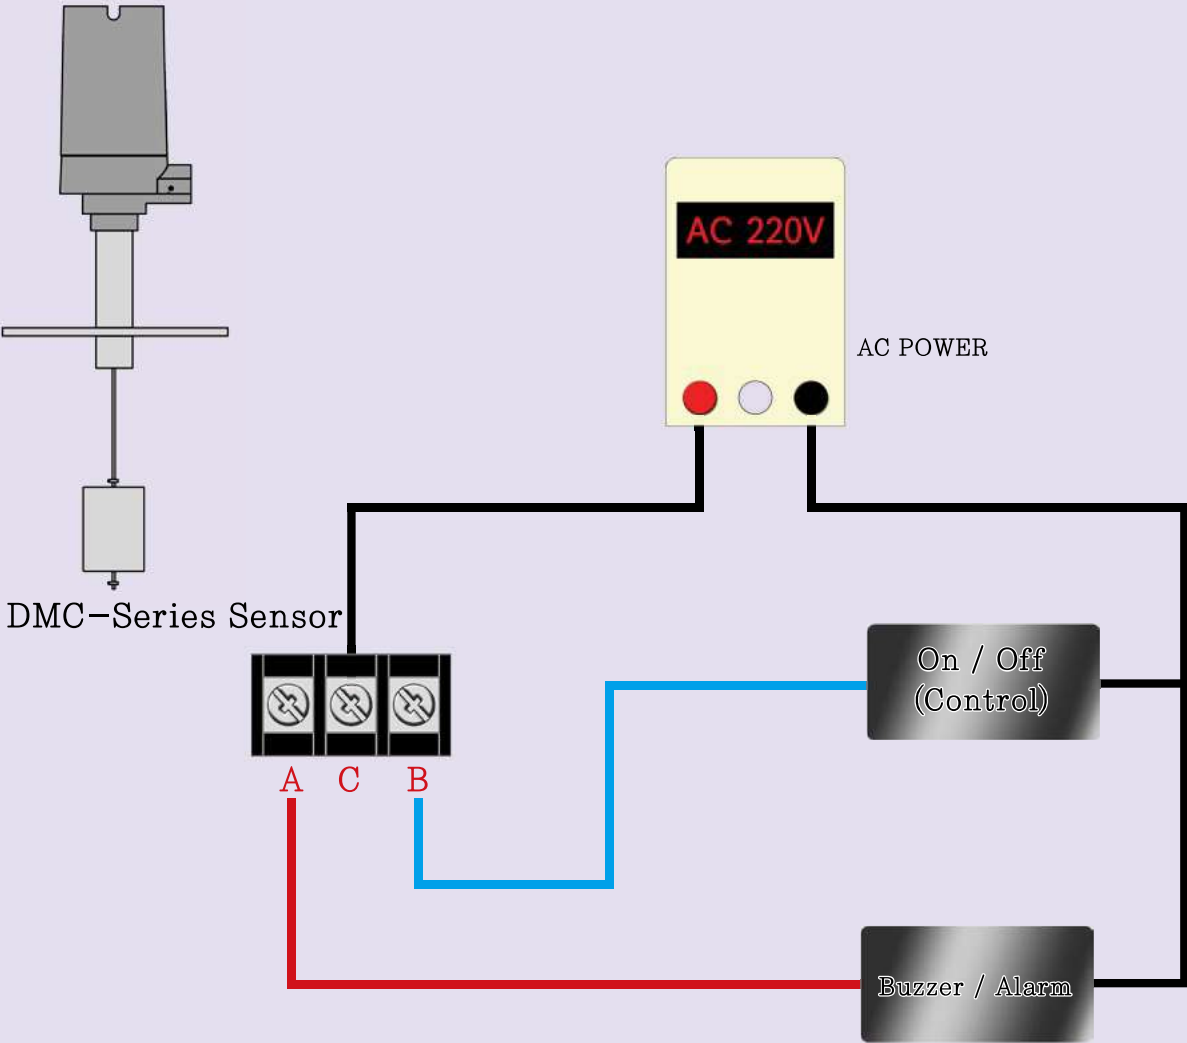 AC 220V
AC POWER
DMC-Series Sensor
On / Off
(Control)
A C B
Buzzer / Alarm